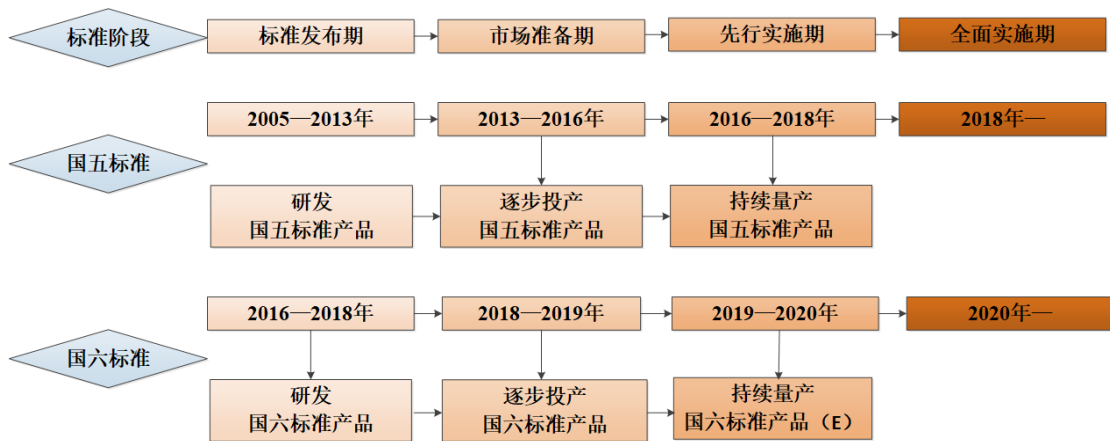 标准阶段
标准发布期
市场准备期
先行实施期
全面实施期
国五标准
2005—2013年
2013—2016年
2016—2018年
2018年—
研发
国五标准产品
逐步投产
国五标准产品
持续量产
国五标准产品
国六标准
2016—2018年
2018—2019年
2019—2020年
2020年—
研发
国六标准产品
逐步投产
国六标准产品
持续量产
国六标准产品（E）